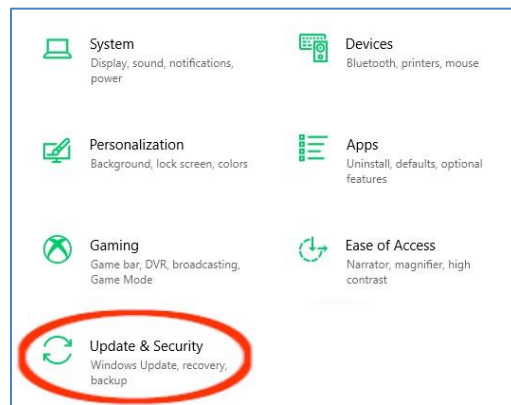 System
Display, sound, notifications,
power
Devices
Bluetooth, printers, mouse
Personalization
Background, lock screen, colors
Apps
Uninstall, defaults, optional
features
Gaming
Game bar, DVR, broadcasting,
Game Mode
Ease of Access
Narrator, magnifier, high
contrast
Update & Security
Windows Update, recovery,
backup